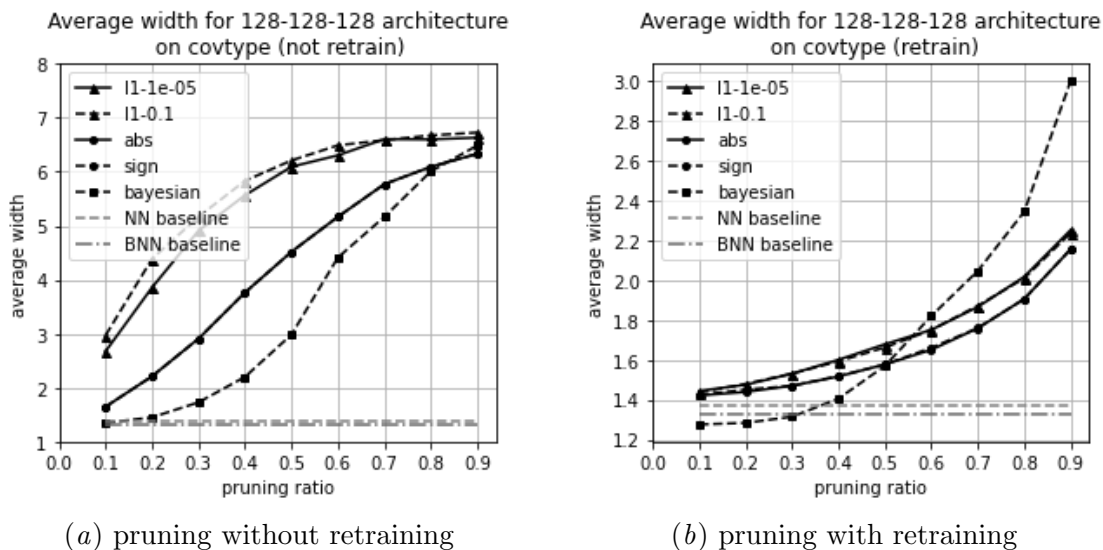 Average width for 128-128-128 architecture
on covtype (not retrain)
8
7
6
5
4
3
2
1
average width
l1-1e-05
l1-0.1
abs
sign
bayesian
NN baseline
BNN baseline
0.0 0.1 0.2 0.3 0.4 0.5 0.6 0.7 0.8 0.9
pruning ratio
(a) pruning without retraining
Average width for 128-128-128 architecture
on covtype (retrain)
3.0
2.8
2.6
2.4
2.2
2.0
1.8
1.6
1.4
1.2
average width
l1-1e-05
l1-0.1
abs
sign
bayesian
NN baseline
BNN baseline
0.0 0.1 0.2 0.3 0.4 0.5 0.6 0.7 0.8 0.9
pruning ratio
(b) pruning with retraining